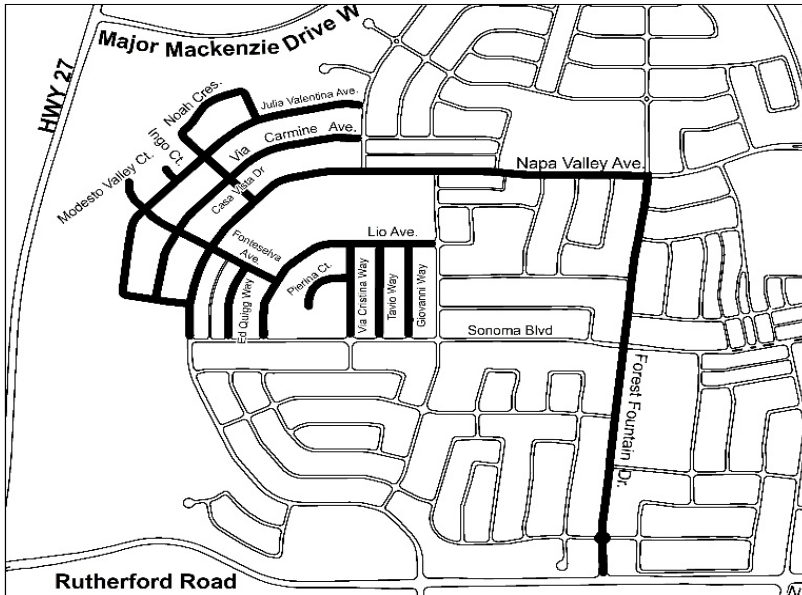 Major Mackenzie Drive W
HWY 27
Noah Cres.
Julia Valentina Ave.
Ingo Ct.
Via Carmine Ave.
Modesto Valley Ct.
Casa Vista Dr
Napa Valley Ave.
Fonteselva
Ave.
Lio Ave.
Pierina Ct.
Ed Quigg Way
Via Cristina Way
Tavio Way
Giovanni Way
Sonoma Blvd
Forest Fountain Dr.
Rutherford Road
N